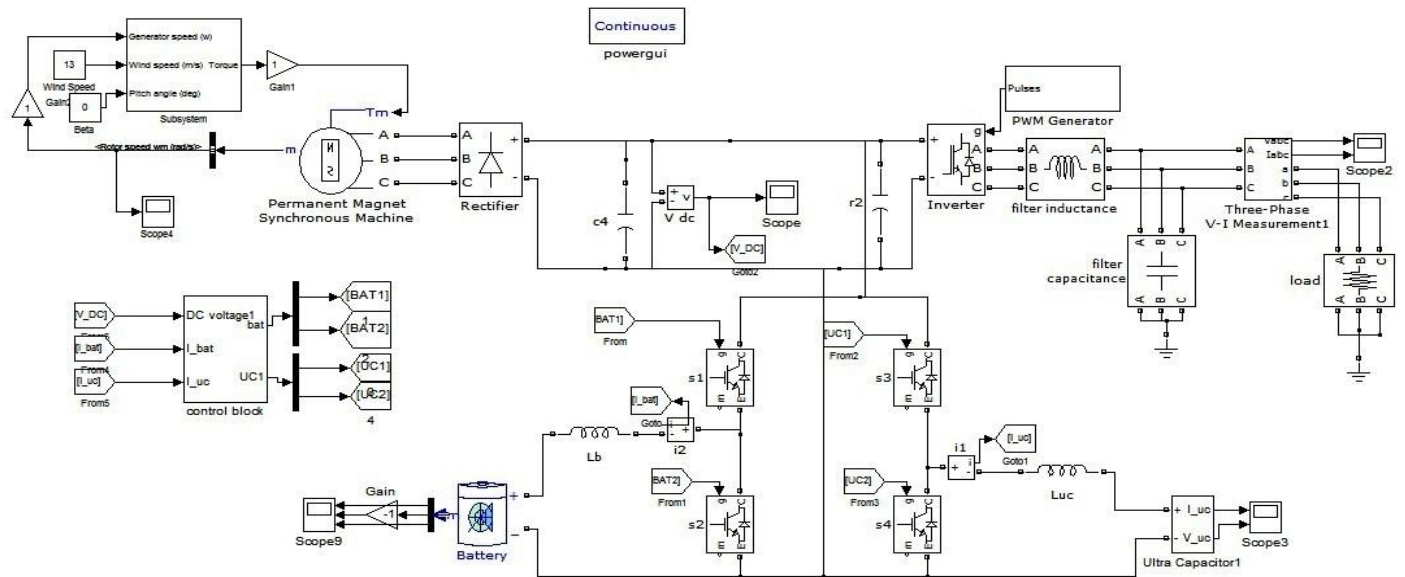 Continuous
powergui
Generator speed (w)
13
Wind speed (m/s) Torque
1
Wind Speed
Gain1
1
Gain2
0
Pitch angle (deg)
Beta
Subsystem
Tm
<Rotor speed wm (rad/s)>
m
N
S
A
B
C
Permanent Magnet
Synchronous Machine
Scope4
A
B
C
+
-
Rectifier
c4
+
-
v
V dc
Scope
[V_DC]
Goto2
r2
Pulses
PWM Generator
+
-
g
A
B
C
Inverter
A
B
C
A
B
C
filter inductance
A
B
C
Vabc
Iabc
a
b
c
Three-Phase
V-I Measurement1
Scope2
filter
capacitance
A B C
A B C
load
A B C
A B C
[V_DC]
[I_bat]
From4
[I_uc]
From5
DC voltage1
bat
I_bat
UC1
I_uc
control block
[BAT1]
1
[BAT2]
2
[UC1]
[UC2]
4
BAT1]
From
s1
g C
m E
[UC1]
From2
s3
g C
m E
[I_bat]
Goto
i
+
-
i2
Lb
i1
i
+
-
[I_uc]
Goto1
Luc
BAT2]
From1
s2
g C
m E
[UC2]
From3
s4
g C
m E
Scope9
Gain
-1
m
+
-
Battery
+ I_uc
- V_uc
Ultra Capacitor1
Scope3